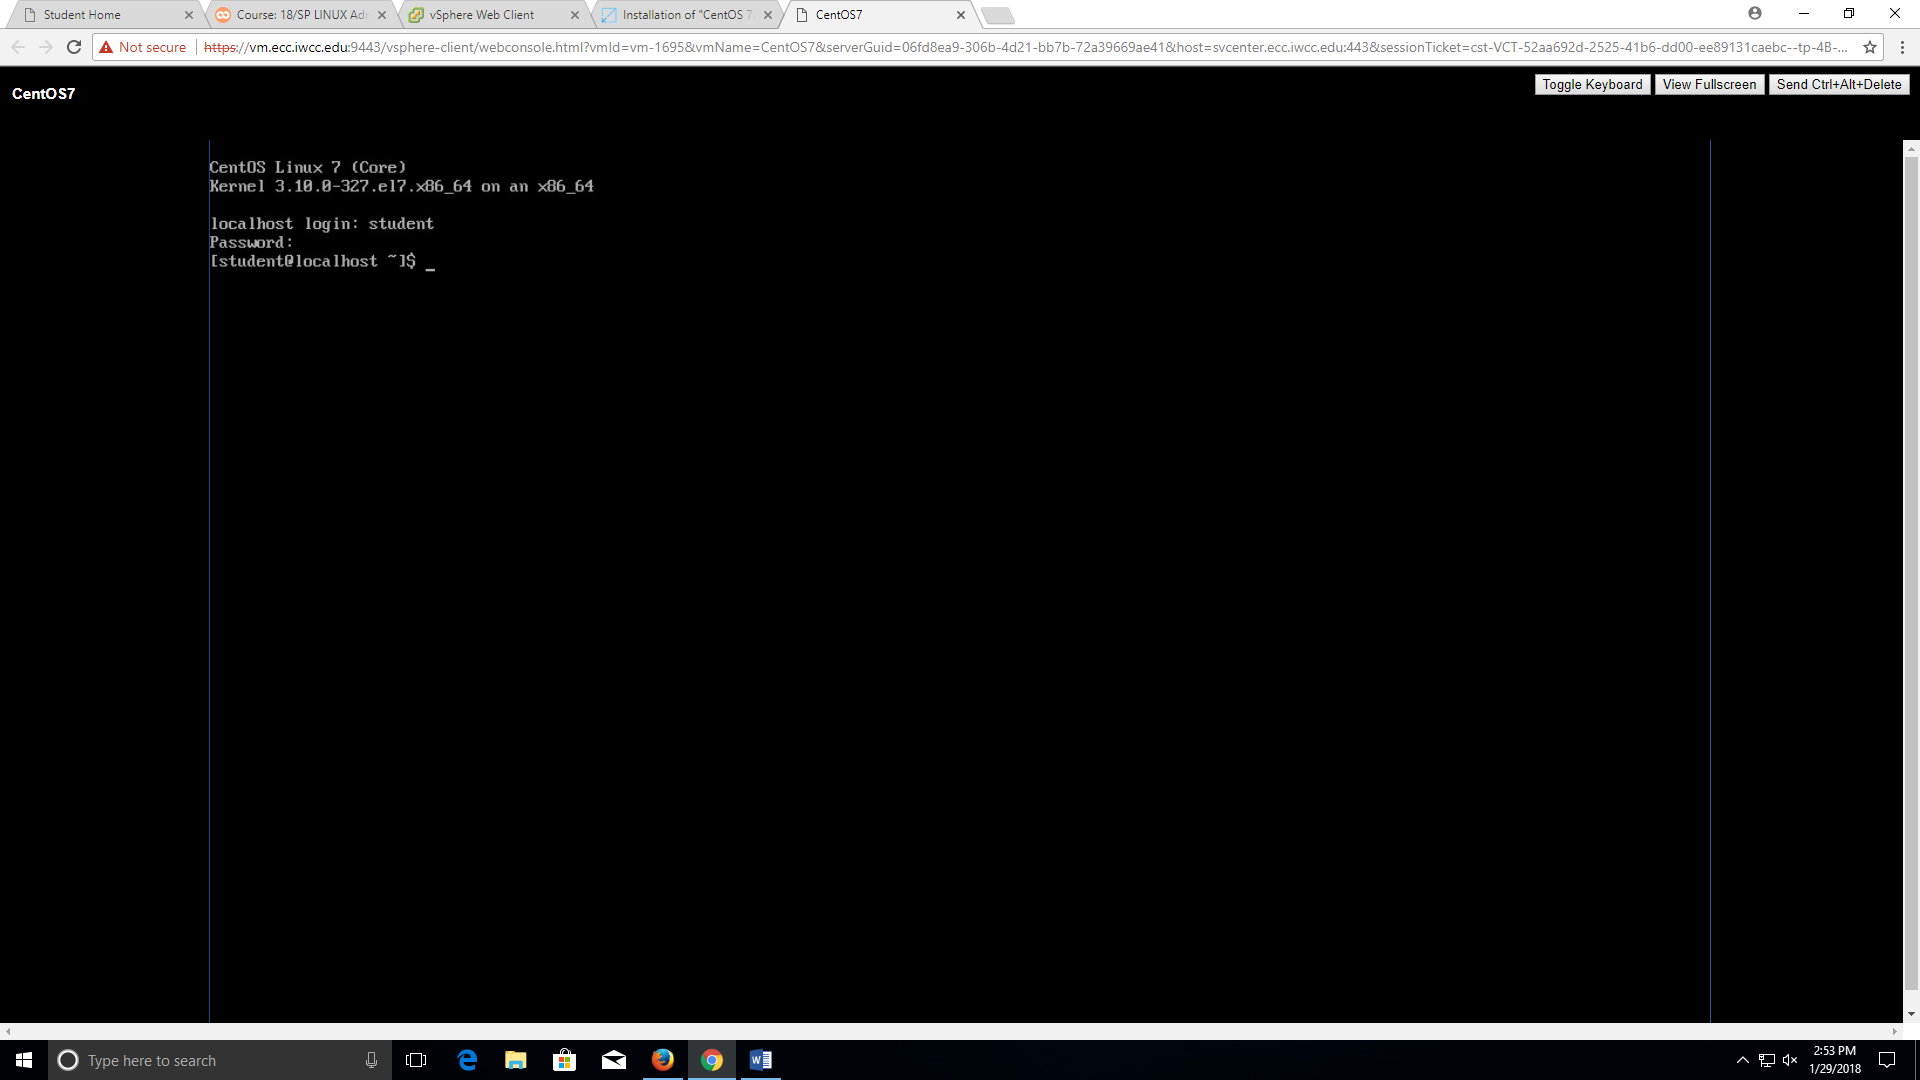 Student Home
Course: 18/SP LINUX Ad
vSphere Web Client
Installation of "CentOS 7
CentOS7
Not secure
https://vm.ecc.iwcc.edu:9443/vsphere-client/webconsole.html?vmId=vm-1695&vmName=CentOS7&serverGuid=06fd8ea9-306b-4d21-bb7b-72a39669ae41&host=svcenter.ecc.iwcc.edu:443&sessionTicket=cst-VCT-52aa692d-2525-41b6-dd00-ee89131caebc--tp-4B-...
CentOS7
Toggle Keyboard
View Fullscreen
Send Ctrl+Alt+Delete
CentOS Linux 7 (Core)
Kernel 3.10.0-327.el7.x86_64 on an x86_64
localhost login: student
Password:
[student@localhost ~]$ _
Type here to search
2:53 PM
1/29/2018